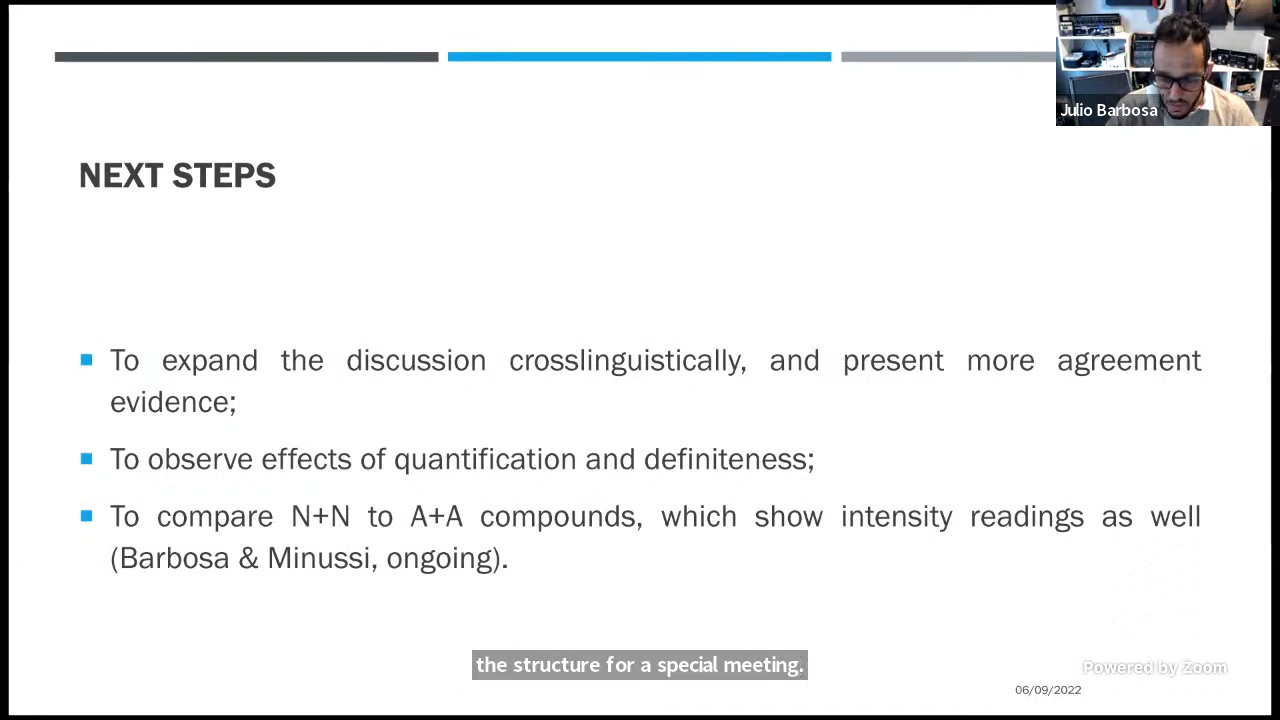 Julio Barbosa
NEXT STEPS
To expand the discussion crosslinguistically, and present more agreement
evidence;
To observe effects of quantification and definiteness;
To compare N+N to A+A compounds, which show intensity readings as well
(Barbosa & Minussi, ongoing).
the structure for a special meeting.
Powered by Zoom
06/09/2022